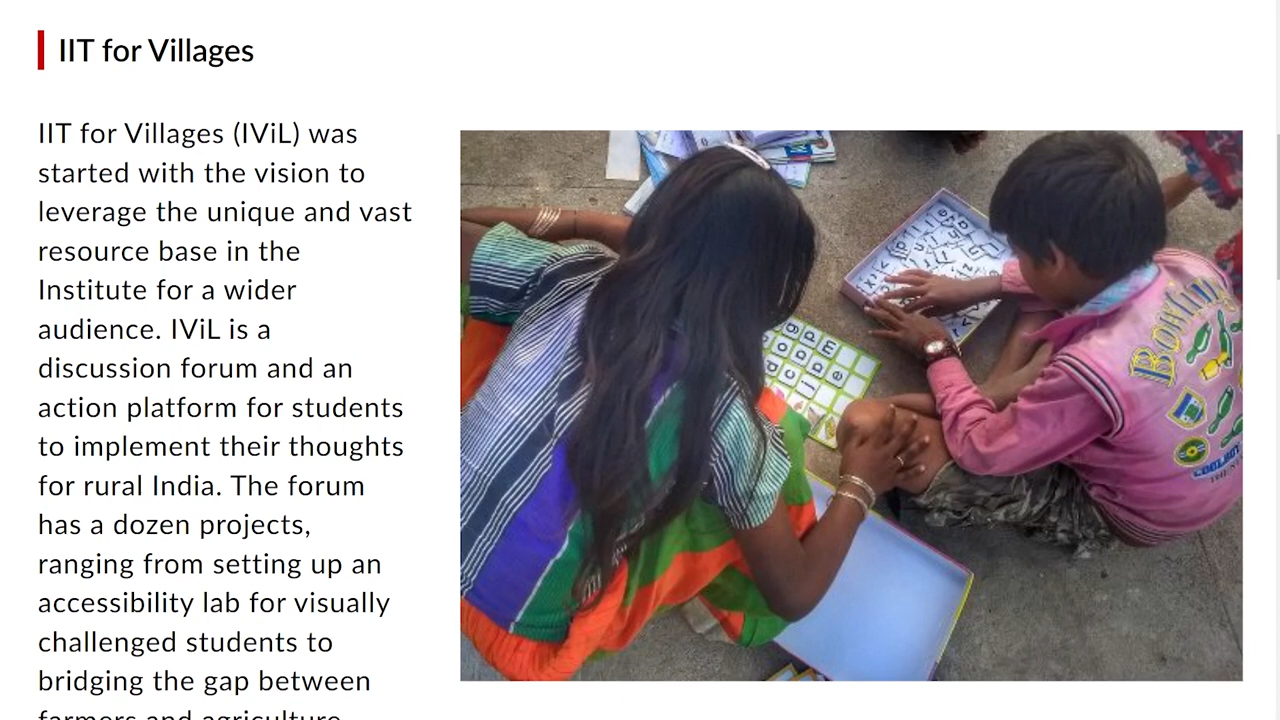 IIT for Villages
IIT for Villages (IViL) was
started with the vision to
leverage the unique and vast
resource base in the
Institute for a wider
audience. IViL is a
discussion forum and an
action platform for students
to implement their thoughts
for rural India. The forum
has a dozen projects,
ranging from setting up an
accessibility lab for visually
challenged students to
bridging the gap between
farmers and agriculture